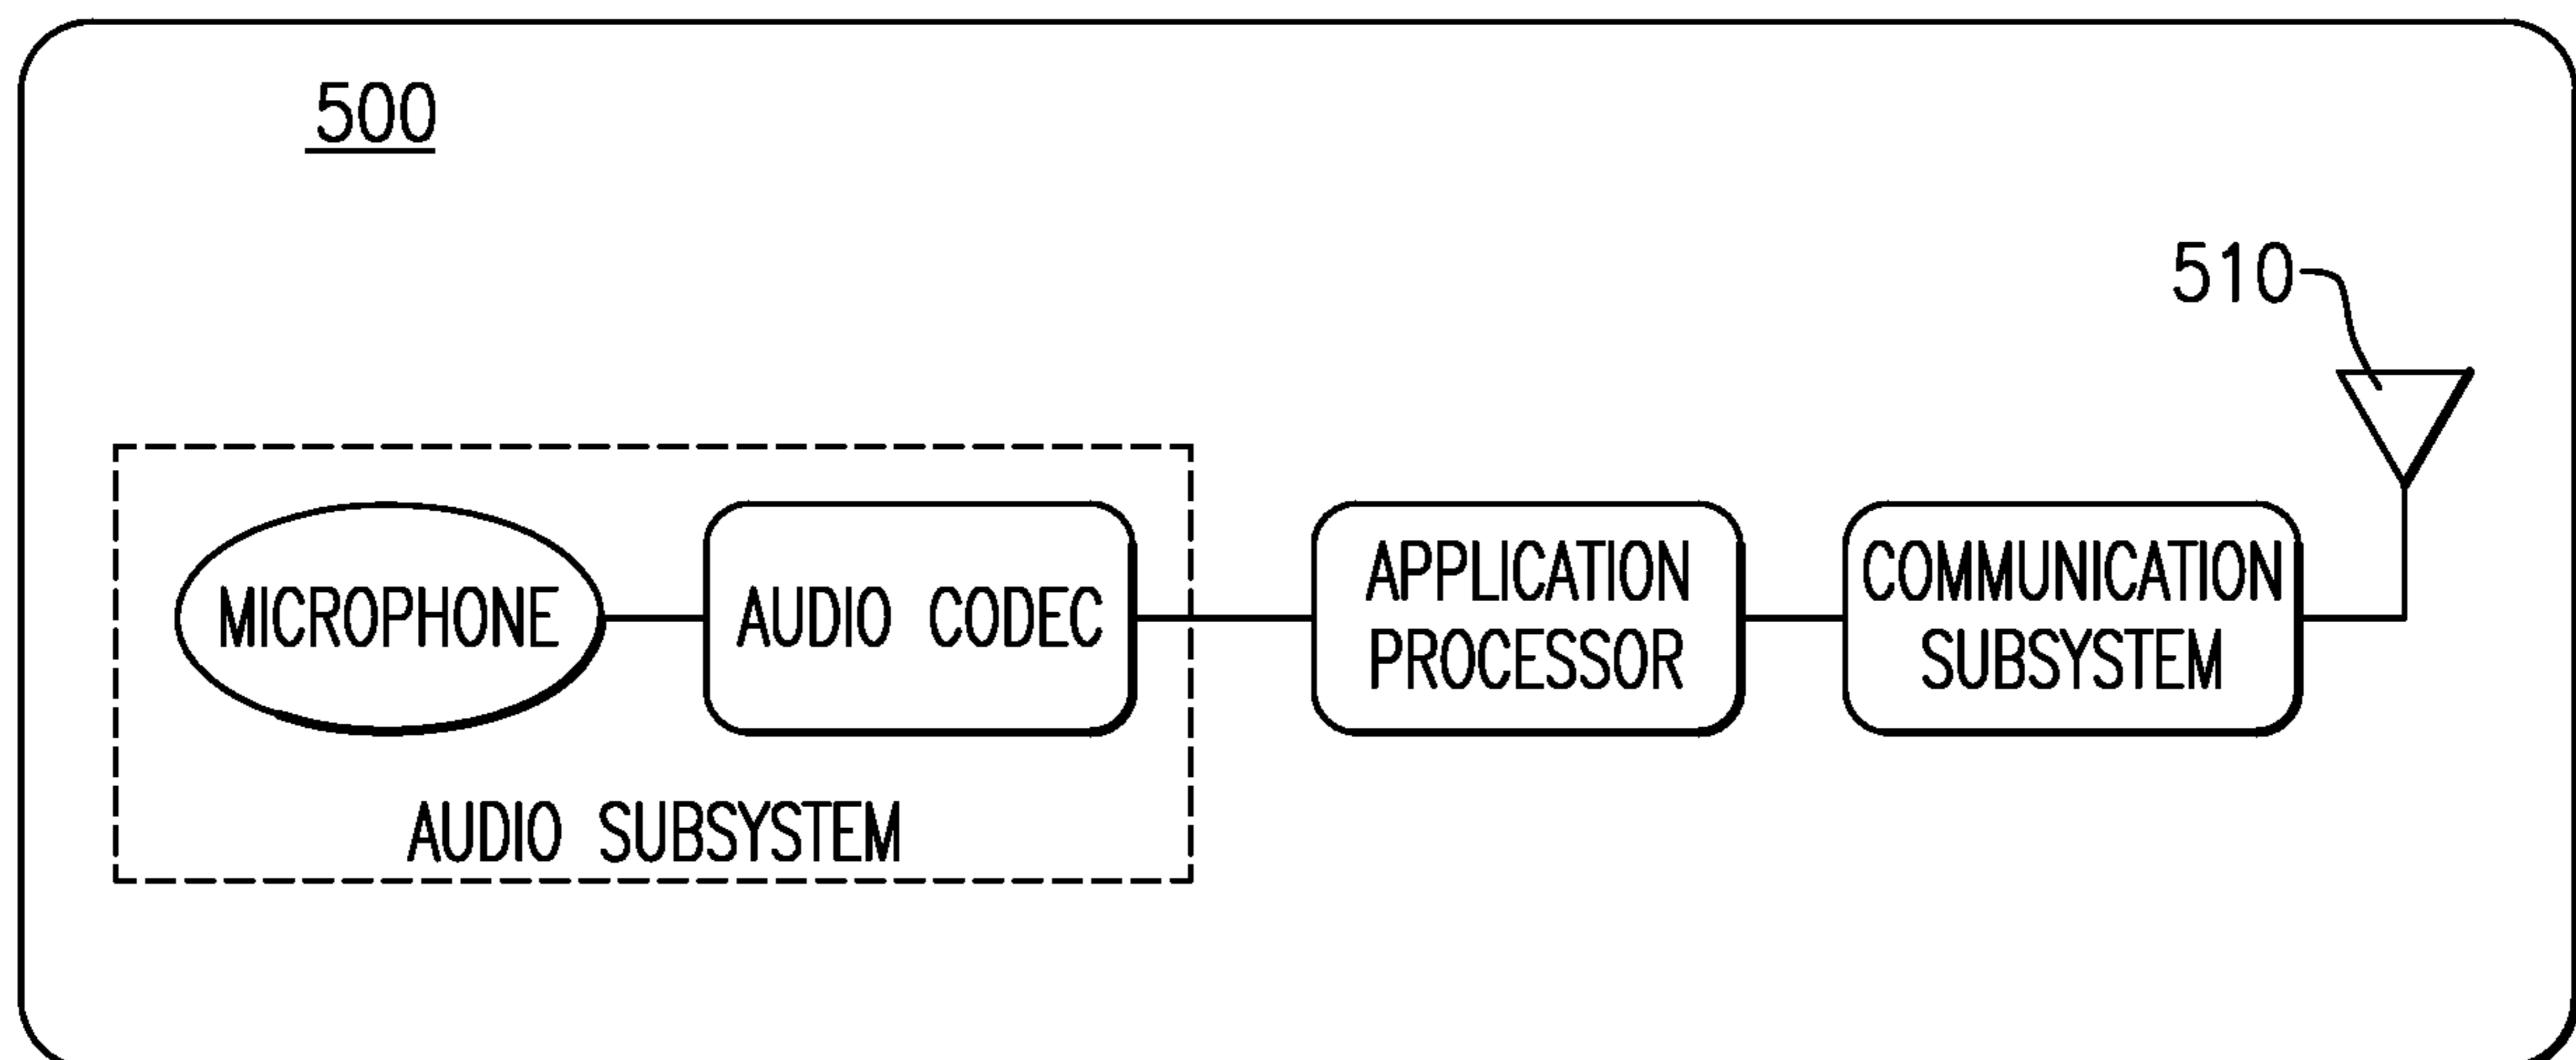 500
510
MICROPHONE
AUDIO CODEC
APPLICATION
PROCESSOR
COMMUNICATION
SUBSYSTEM
AUDIO SUBSYSTEM